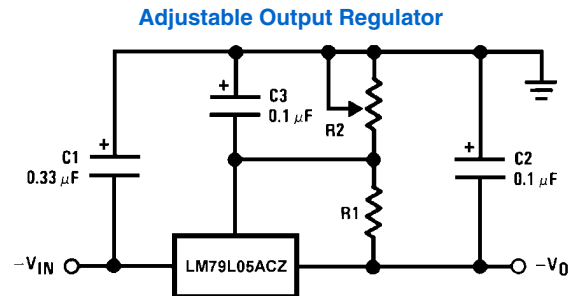 Adjustable Output Regulator
+
C3
0.1 μF
R2
+
C1
0.33 μF
+
C2
0.1 μF
R1
−VIN
LM79L05ACZ
−VO